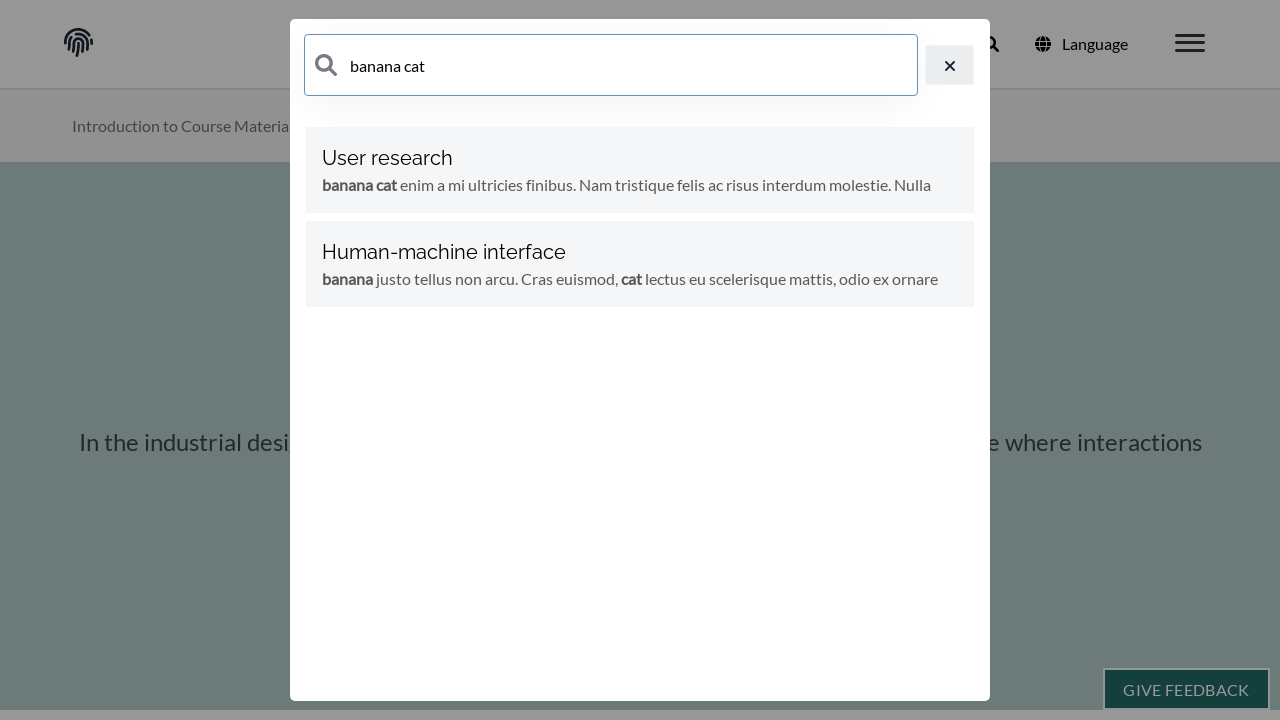 Language
banana cat
Introduction to Course Materia
User research
banana cat enim a mi ultricies finibus. Nam tristique felis ac risus interdum molestie. Nulla
Human-machine interface
banana justo tellus non arcu. Cras euismod, cat lectus eu scelerisque mattis, odio ex ornare
In the industrial desi
e where interactions
GIVE FEEDBACK